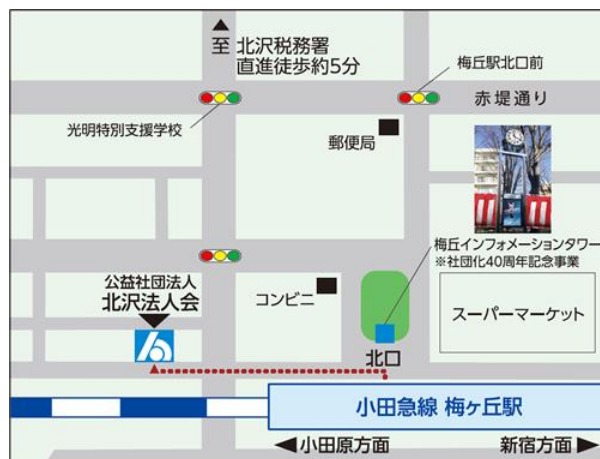 至 北沢税務署
直進徒歩約5分
梅丘駅北口前
赤堤通り
光明特別支援学校
郵便局
梅丘インフォメーションタワー
※社団化40周年記念事業
公益社団法人
北沢法人会
コンビニ
スーパーマーケット
北口
小田急線 梅ヶ丘駅
◀小田原方面
新宿方面▶